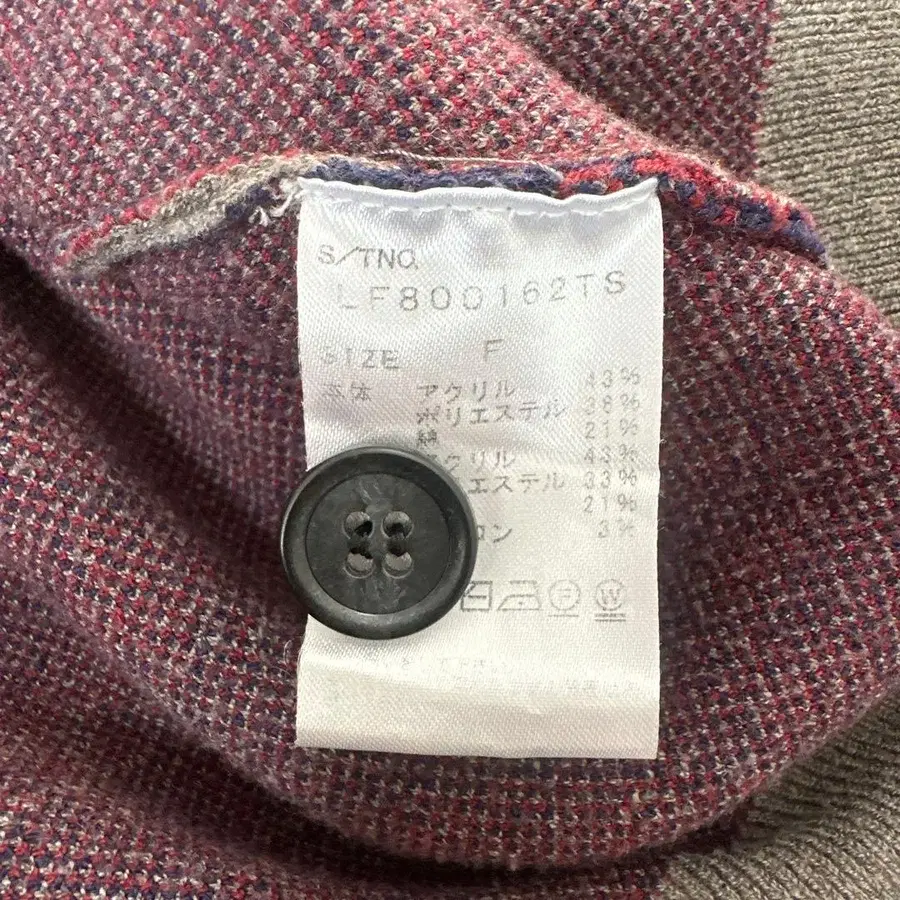 S/TNO.
LF800162TS
SIZE F
本体 アクリル 43%
ポリエステル 36%
綿 21%
アクリル 43%
エステル 33%
21%
ロン 3%
F W